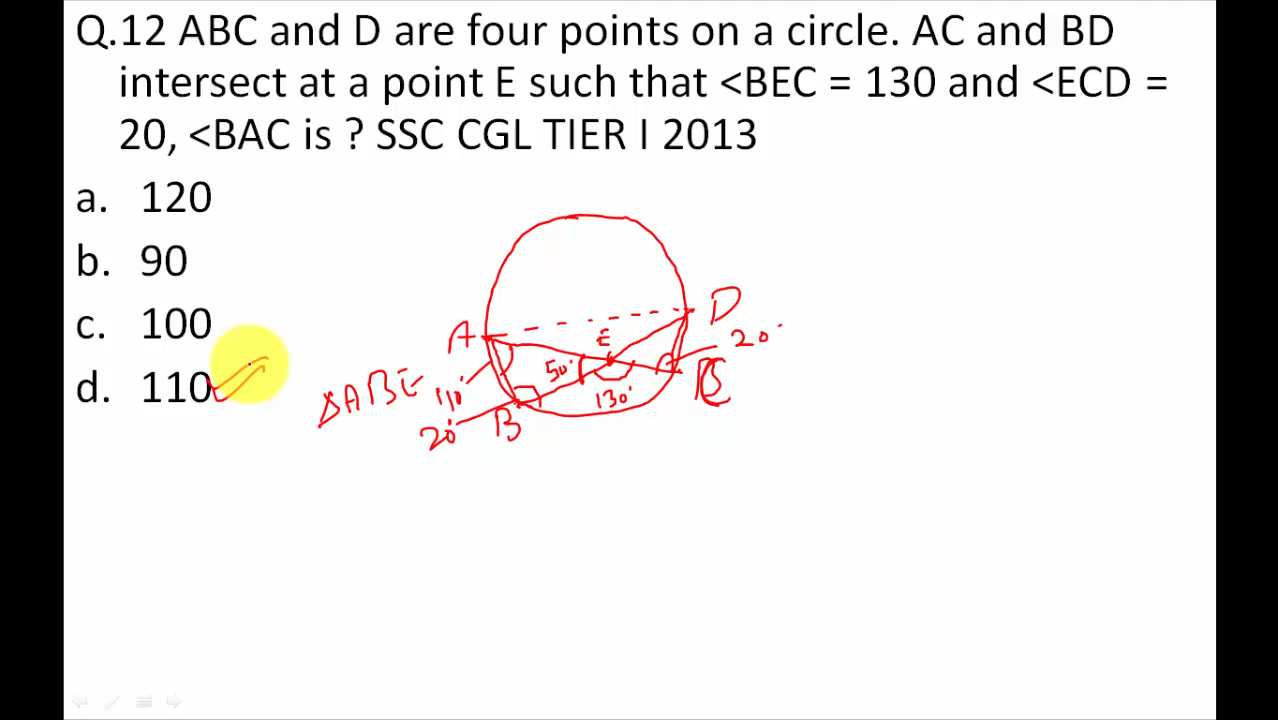 Q.12 ABC and D are four points on a circle. AC and BD
intersect at a point E such that <BEC = 130 and <ECD =
20, <BAC is ? SSC CGL TIER I 2013
a. 120
b. 90
c. 100
d. 110
A
D
E
20°
50°
130°
C
△ABE
110°
20°
B